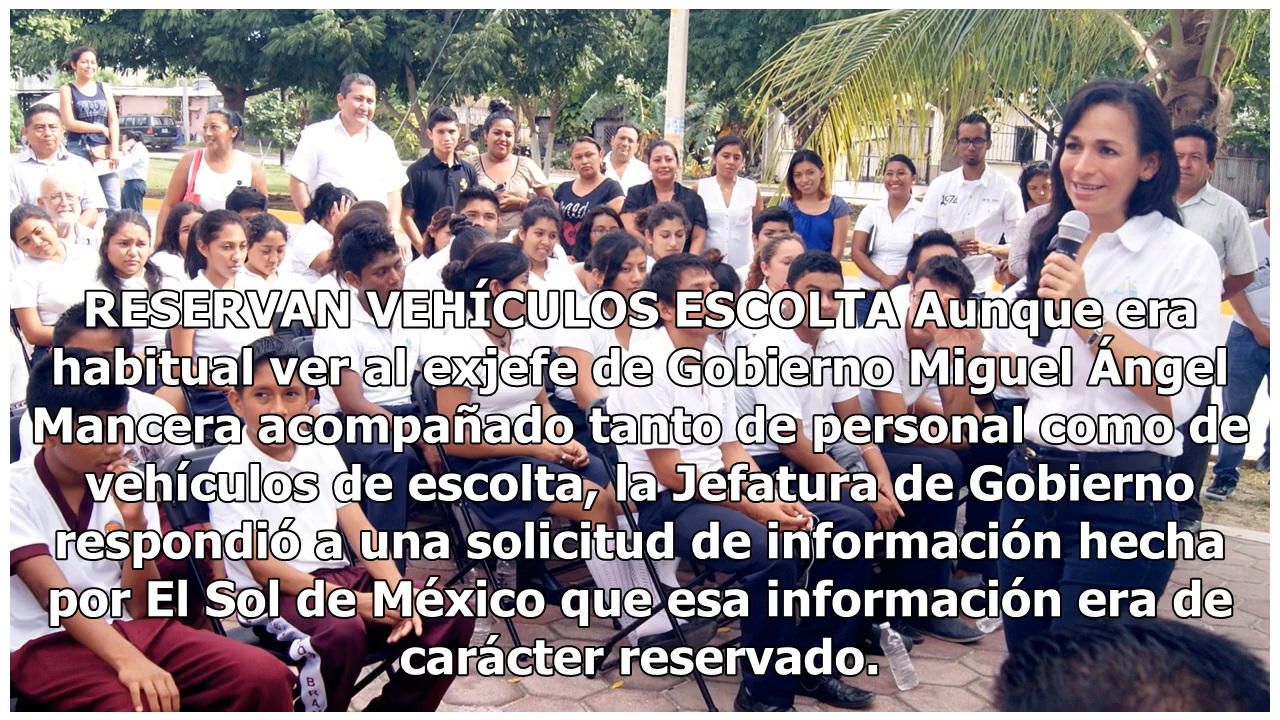 RESERVAN VEHÍCULOS ESCOLTA Aunque era
habitual ver al exjefe de Gobierno Miguel Ángel
Mancera acompañado tanto de personal como de
vehículos de escolta, la Jefatura de Gobierno
respondió a una solicitud de información hecha
por El Sol de México que esa información era de
carácter reservado.